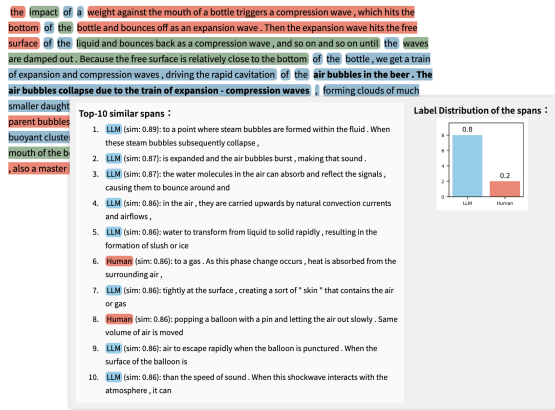 the impact of a weight against the mouth of a bottle triggers a compression wave , which hits the
bottom of the bottle and bounces off as an expansion wave . Then the expansion wave hits the free
surface of the liquid and bounces back as a compression wave , and so on and so on until the waves
are damped out . Because the free surface is relatively close to the bottom of the bottle , we get a train
of expansion and compression waves , driving the rapid cavitation of the air bubbles in the beer . The
air bubbles collapse due to the train of expansion - compression waves , forming clouds of much
smaller daught
parent bubbles
buoyant cluste
mouth of the b
, also a master
Top-10 similar spans :
1. LLM (sim: 0.89): to a point where steam bubbles are formed within the fluid . When
these steam bubbles subsequently collapse ,
2. LLM (sim: 0.87): is expanded and the air bubbles burst , making that sound .
3. LLM (sim: 0.87): the water molecules in the air can absorb and reflect the signals ,
causing them to bounce around and
4. LLM (sim: 0.86): in the air , they are carried upwards by natural convection currents
and airflows ,
5. LLM (sim: 0.86): water to transform from liquid to solid rapidly , resulting in the
formation of slush or ice
6. Human (sim: 0.86): to a gas . As this phase change occurs , heat is absorbed from the
surrounding air ,
7. LLM (sim: 0.86): tightly at the surface , creating a sort of " skin " that contains the air
or gas
8. Human (sim: 0.86): popping a balloon with a pin and letting the air out slowly . Same
volume of air is moved
9. LLM (sim: 0.86): air to escape rapidly when the balloon is punctured . When the
surface of the balloon is
10. LLM (sim: 0.86): than the speed of sound . When this shockwave interacts with the
atmosphere , it can
Label Distribution of the spans :
0.8
0.2
8
6
4
2
0
LLM Human